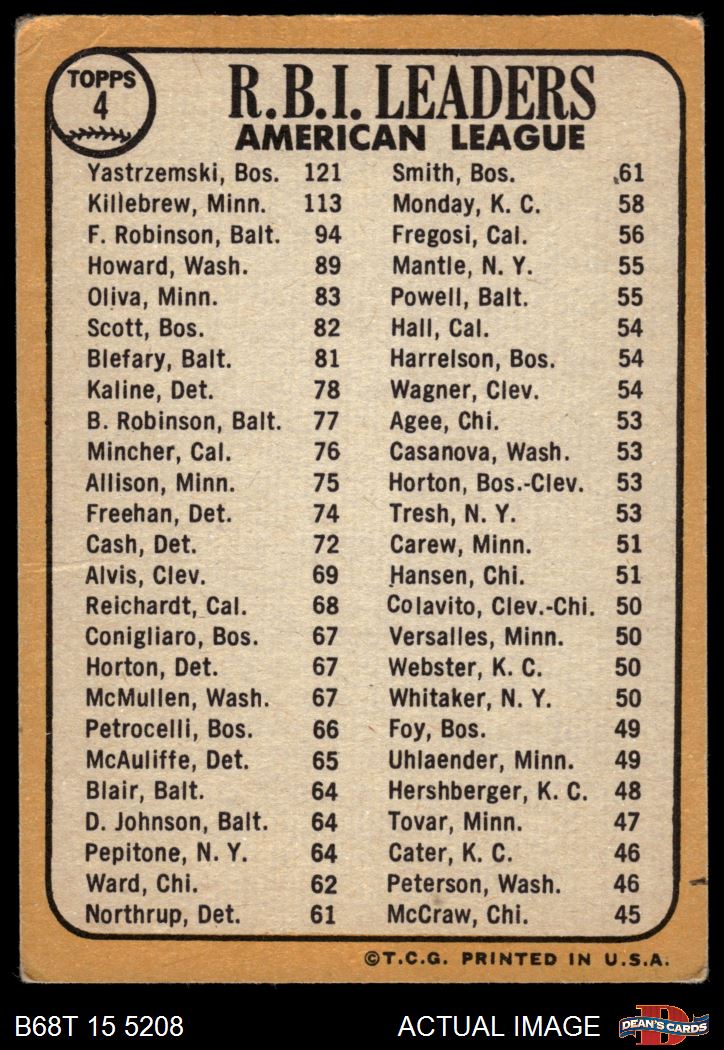 TOPPS
4
R.B.I. LEADERS
AMERICAN LEAGUE
Yastrzemski, Bos. 121
Killebrew, Minn. 113
F. Robinson, Balt. 94
Howard, Wash. 89
Oliva, Minn. 83
Scott, Bos. 82
Blefary, Balt. 81
Kaline, Det. 78
B. Robinson, Balt. 77
Mincher, Cal. 76
Allison, Minn. 75
Freehan, Det. 74
Cash, Det. 72
Alvis, Clev. 69
Reichardt, Cal. 68
Conigliaro, Bos. 67
Horton, Det. 67
McMullen, Wash. 67
Petrocelli, Bos. 66
McAuliffe, Det. 65
Blair, Balt. 64
D. Johnson, Balt. 64
Pepitone, N. Y. 64
Ward, Chi. 62
Northrup, Det. 61
Smith, Bos. 61
Monday, K. C. 58
Fregosi, Cal. 56
Mantle, N. Y. 55
Powell, Balt. 55
Hall, Cal. 54
Harrelson, Bos. 54
Wagner, Clev. 54
Agee, Chi. 53
Casanova, Wash. 53
Horton, Bos.-Clev. 53
Tresh, N. Y. 53
Carew, Minn. 51
Hansen, Chi. 51
Colavito, Clev.-Chi. 50
Versalles, Minn. 50
Webster, K. C. 50
Whitaker, N. Y. 50
Foy, Bos. 49
Uhlaender, Minn. 49
Hershberger, K. C. 48
Tovar, Minn. 47
Cater, K. C. 46
Peterson, Wash. 46
McCraw, Chi. 45
©T.C.G. PRINTED IN U.S.A.
B68T 15 5208
ACTUAL IMAGE
DEAN'S CARDS